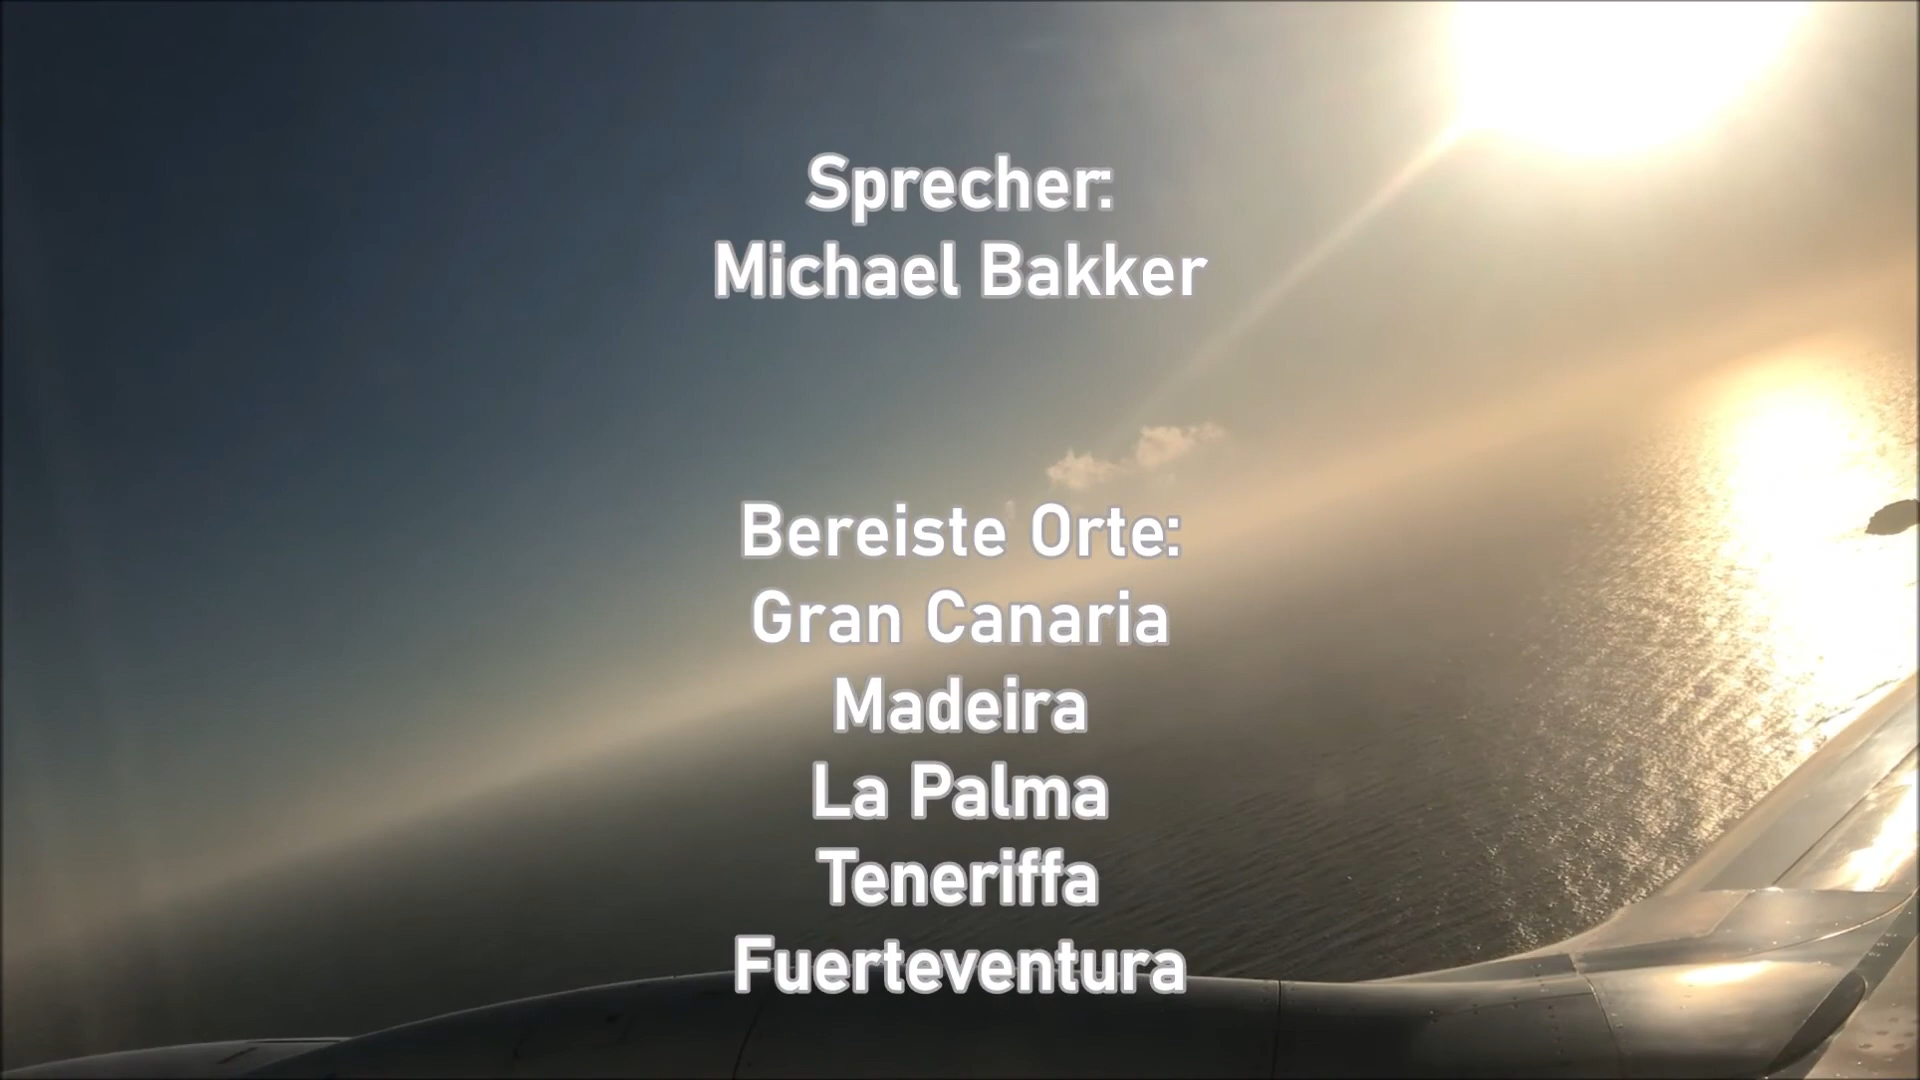 Sprecher:
Michael Bakker
Bereiste Orte:
Gran Canaria
Madeira
La Palma
Teneriffa
Fuerteventura